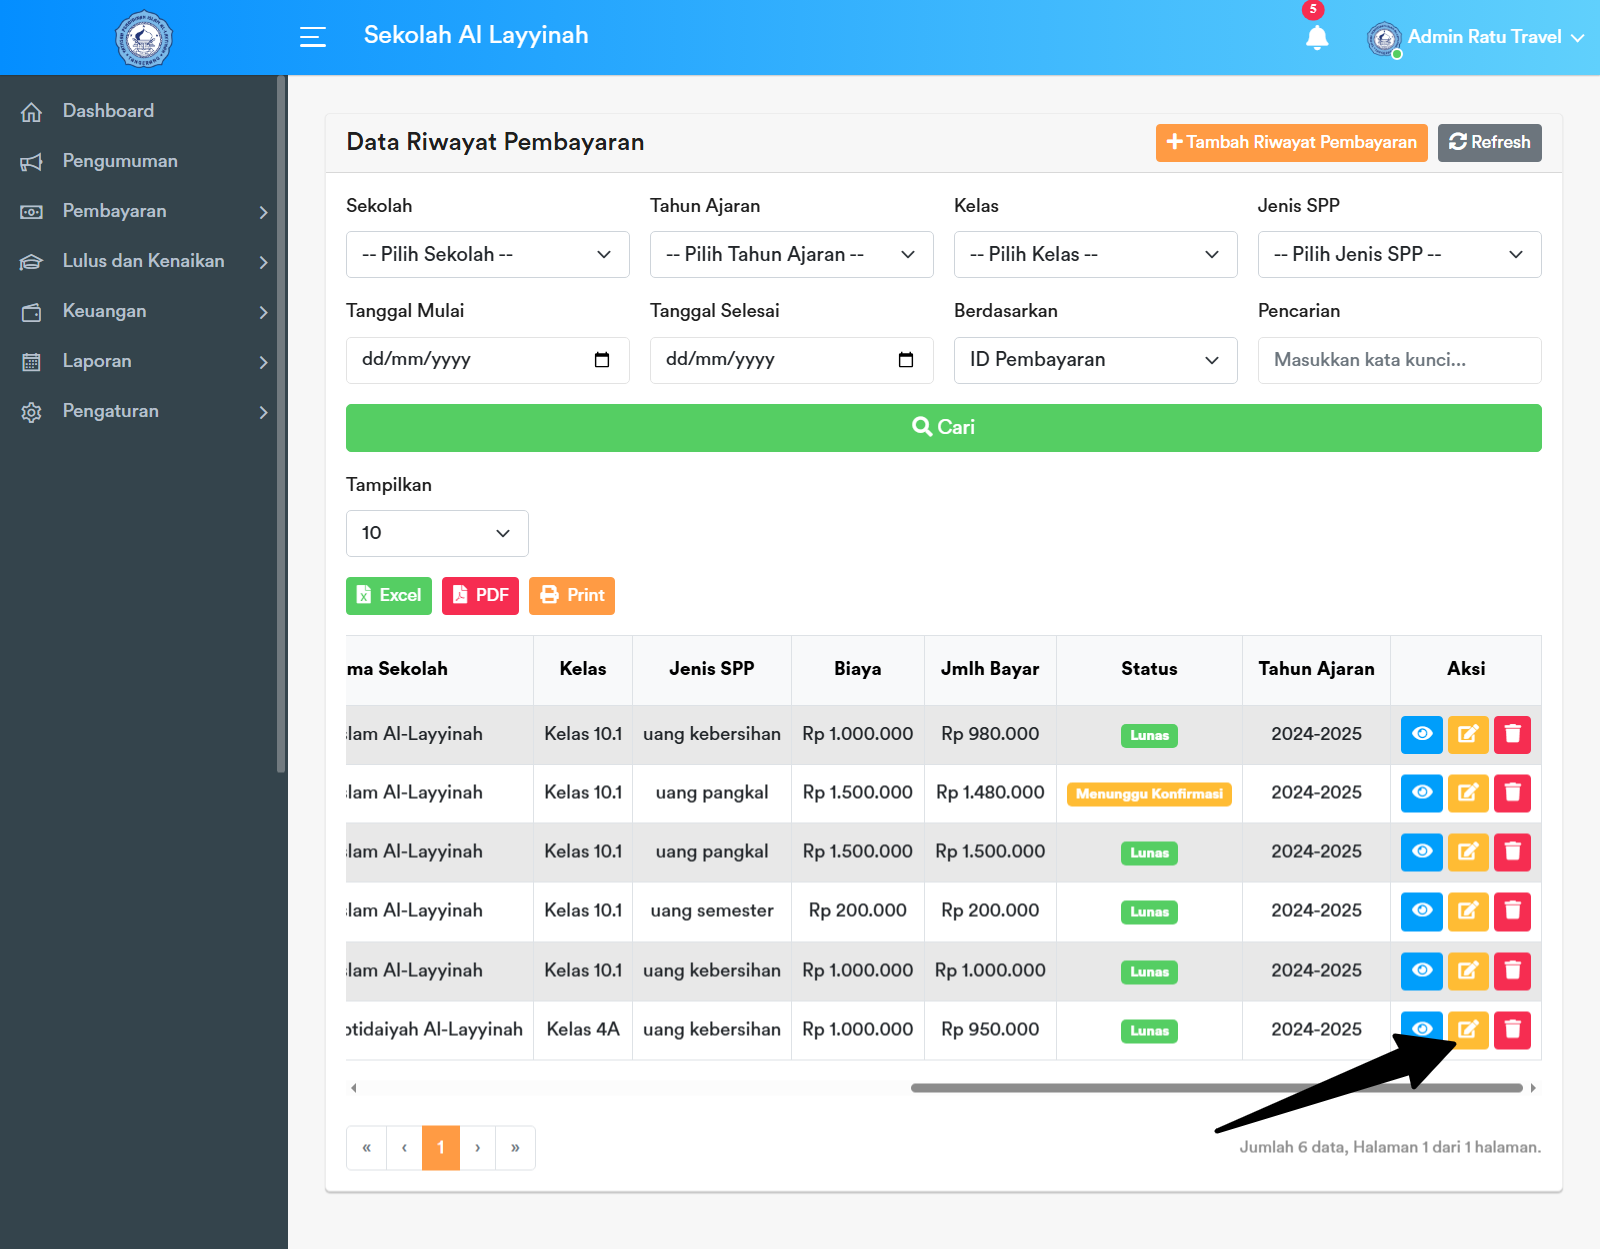 Sekolah Al Layyinah
5
Admin Ratu Travel
Dashboard
Pengumuman
Pembayaran
Lulus dan Kenaikan
Keuangan
Laporan
Pengaturan
Data Riwayat Pembayaran
Tambah Riwayat Pembayaran
Refresh
Sekolah
Tahun Ajaran
Kelas
Jenis SPP
-- Pilih Sekolah --
-- Pilih Tahun Ajaran --
-- Pilih Kelas --
-- Pilih Jenis SPP --
Tanggal Mulai
Tanggal Selesai
Berdasarkan
Pencarian
dd/mm/yyyy
dd/mm/yyyy
ID Pembayaran
Masukkan kata kunci...
Cari
Tampilkan
10
Excel
PDF
Print
ma Sekolah Kelas Jenis SPP Biaya Jmlh Bayar Status Tahun Ajaran Aksi
slam Al-Layyinah Kelas 10.1 uang kebersihan Rp 1.000.000 Rp 980.000 Lunas 2024-2025
slam Al-Layyinah Kelas 10.1 uang pangkal Rp 1.500.000 Rp 1.480.000 Menunggu Konfirmasi 2024-2025
slam Al-Layyinah Kelas 10.1 uang pangkal Rp 1.500.000 Rp 1.500.000 Lunas 2024-2025
slam Al-Layyinah Kelas 10.1 uang semester Rp 200.000 Rp 200.000 Lunas 2024-2025
slam Al-Layyinah Kelas 10.1 uang kebersihan Rp 1.000.000 Rp 1.000.000 Lunas 2024-2025
btidaiyah Al-Layyinah Kelas 4A uang kebersihan Rp 1.000.000 Rp 950.000 Lunas 2024-2025
« ‹ 1 › »
Jumlah 6 data, Halaman 1 dari 1 halaman.